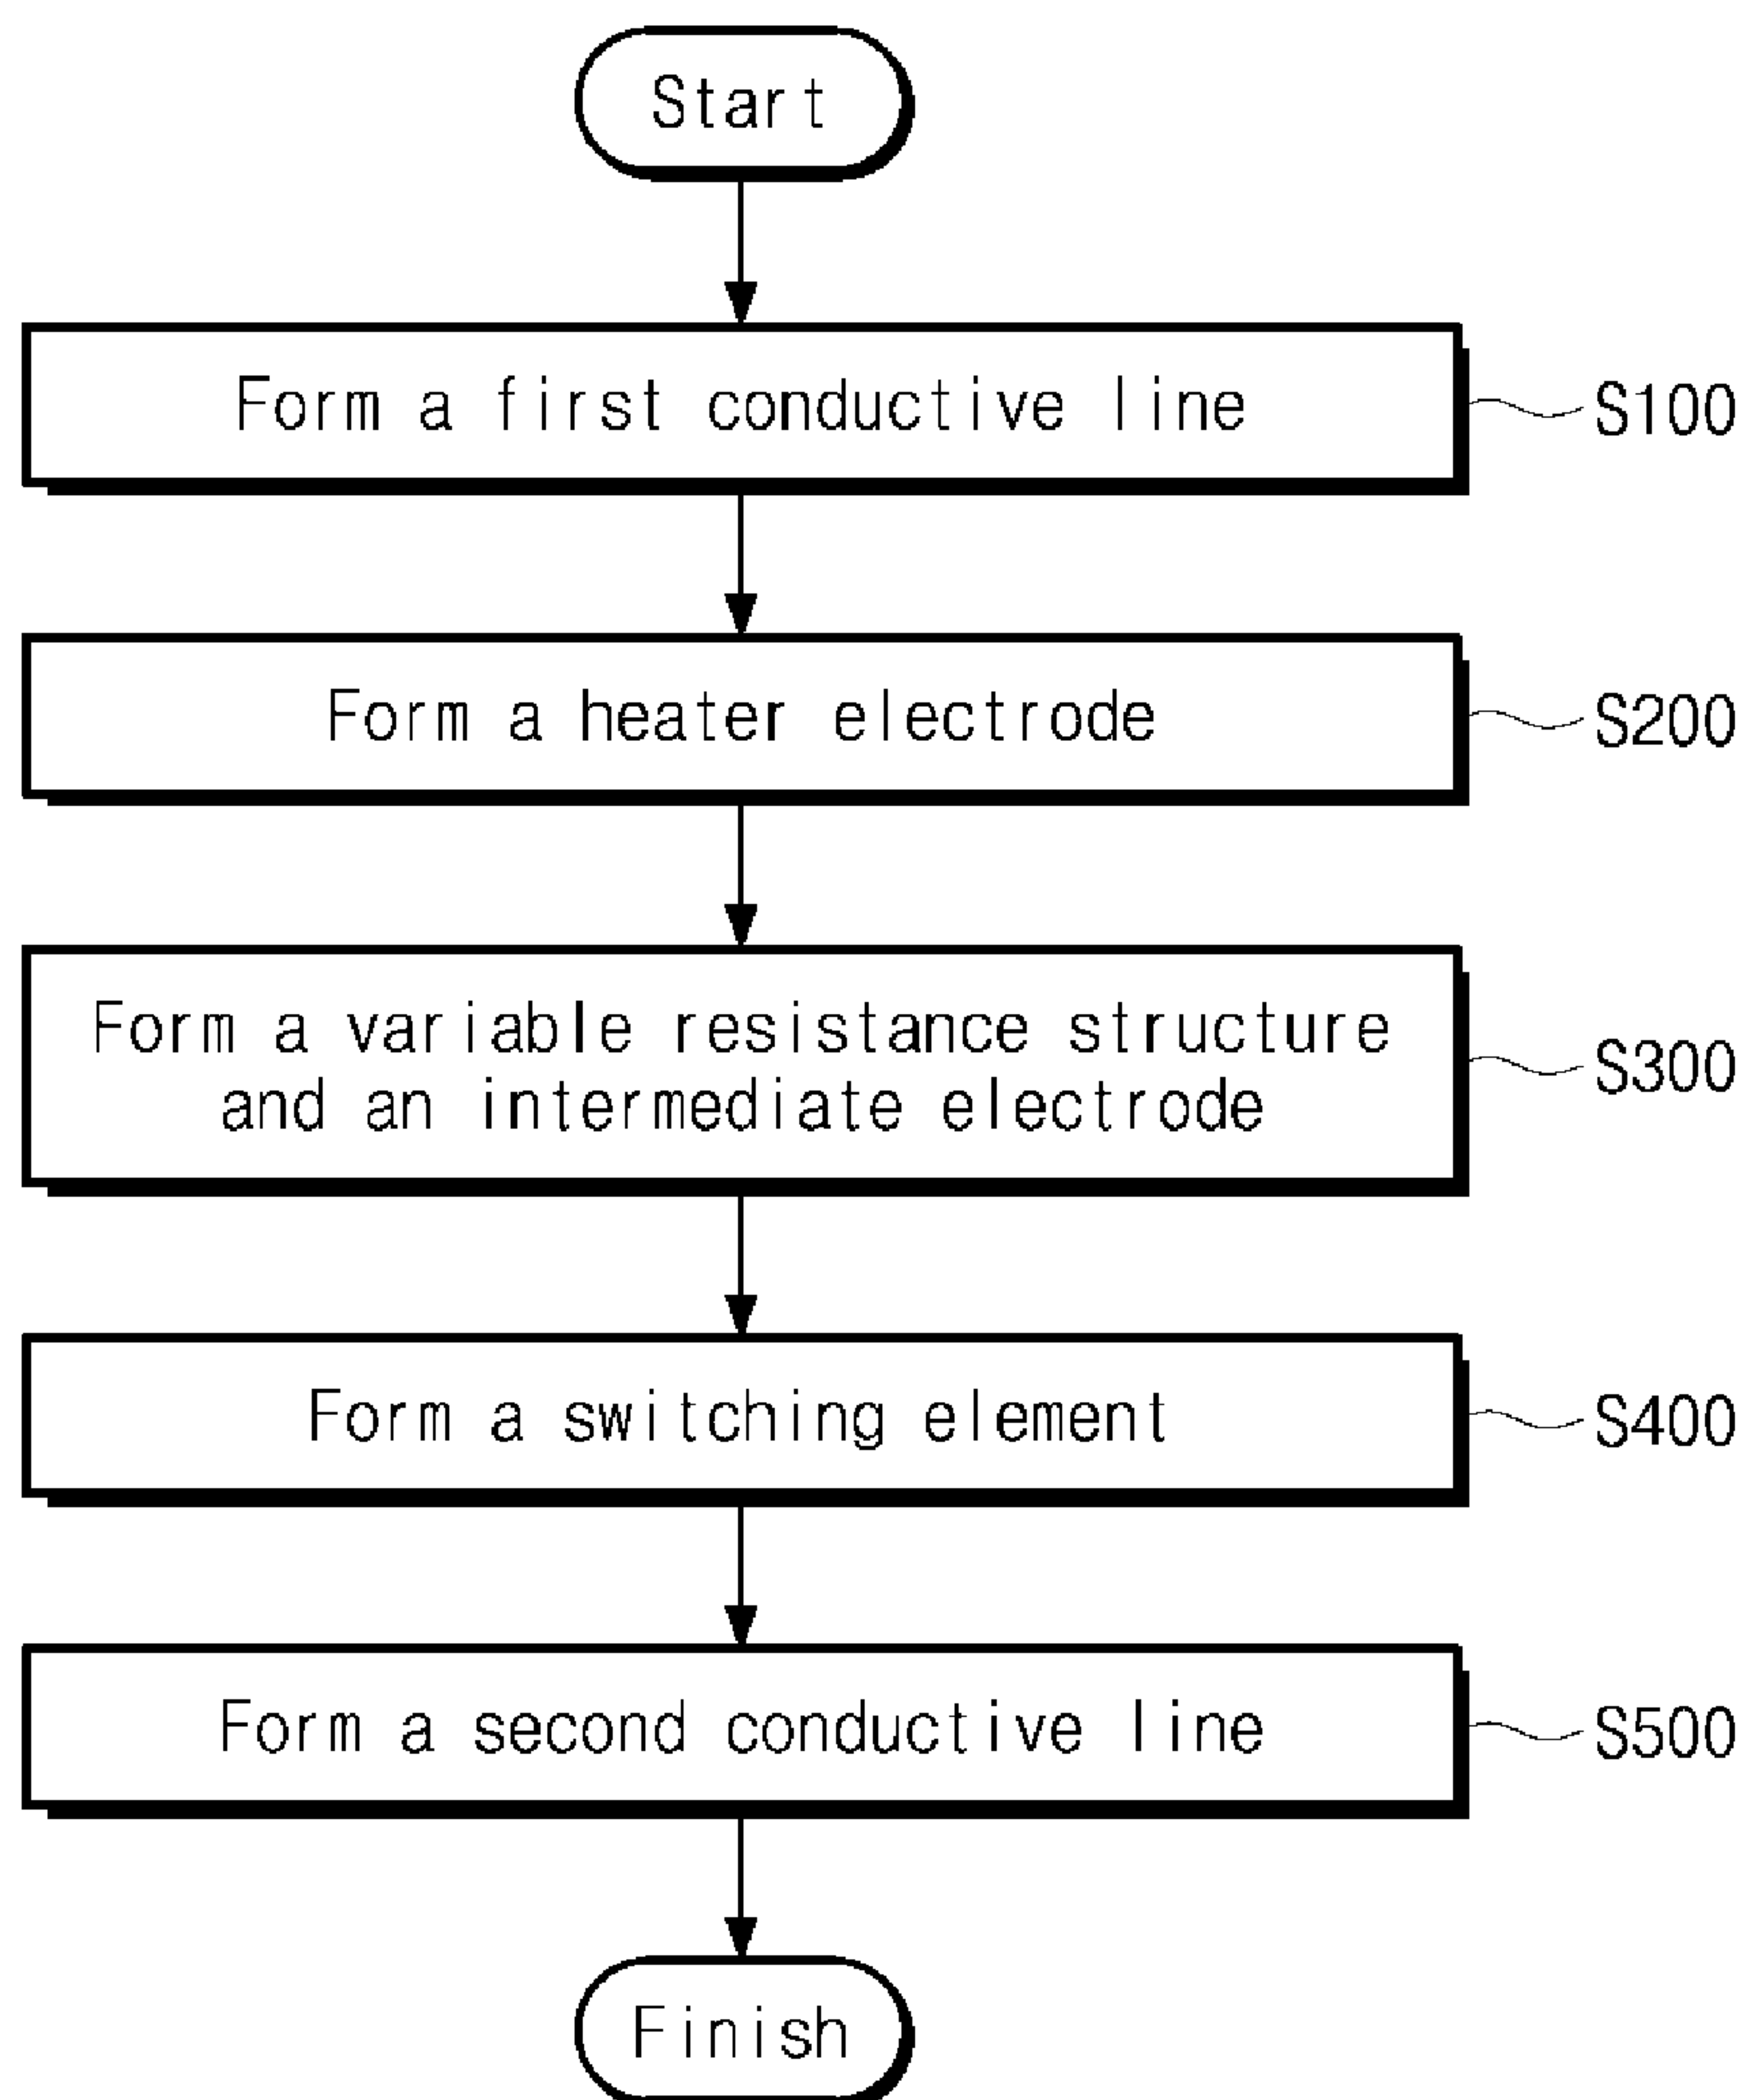 Start
Form a first conductive line
S100
Form a heater electrode
S200
Form a variable resistance structure
and an intermediate electrode
S300
Form a switching element
S400
Form a second conductive line
S500
Finish